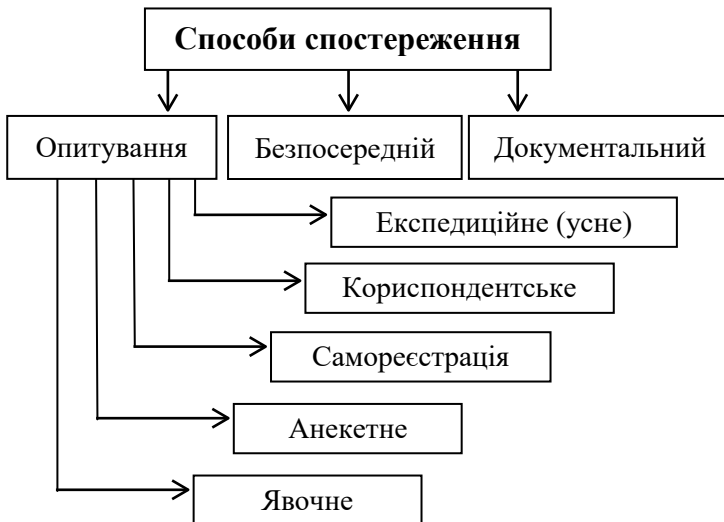 Способи спостереження
Опитування
Безпосередній
Документальний
Експедиційне (усне)
Кориспондентське
Самореєстрація
Анекетне
Явочне